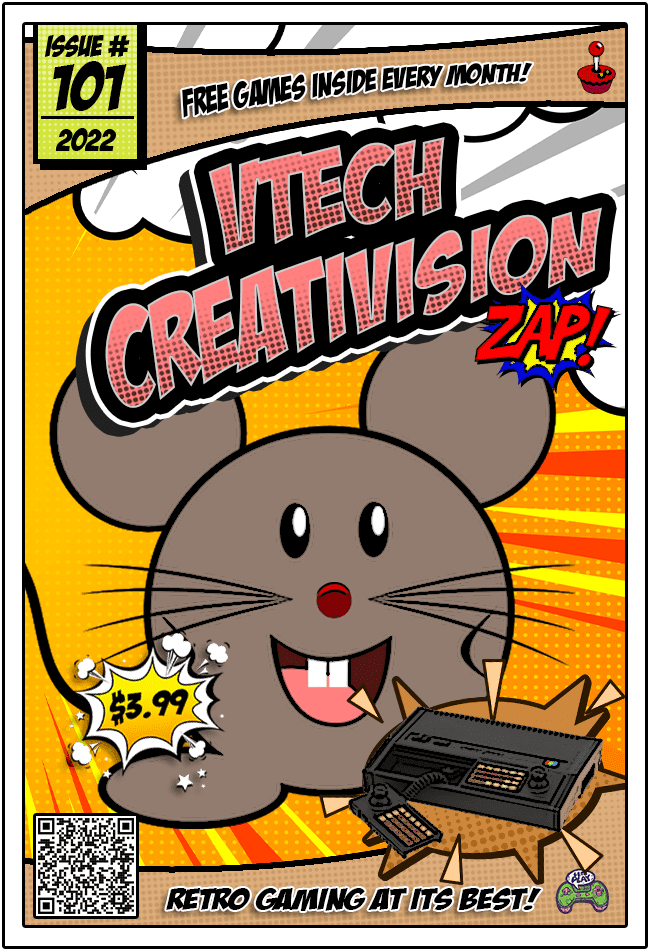 ISSUE #
101
2022
FREE GAMES INSIDE EVERY MONTH!
VTECH
CREATIVISION
ZAP!
$3.99
RETRO GAMING AT ITS BEST!